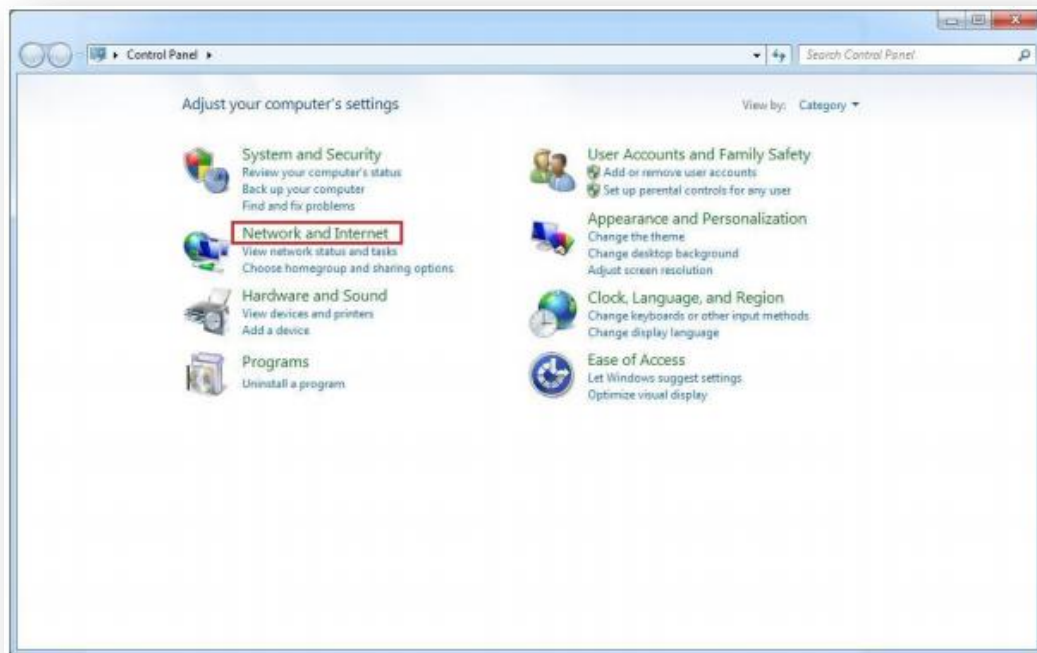 Control Panel
Search Control Panel
Adjust your computer's settings
View by: Category
System and Security
Review your computer's status
Back up your computer
Find and fix problems
Network and Internet
View network status and tasks
Choose homegroup and sharing options
Hardware and Sound
View devices and printers
Add a device
Programs
Uninstall a program
User Accounts and Family Safety
Add or remove user accounts
Set up parental controls for any user
Appearance and Personalization
Change the theme
Change desktop background
Adjust screen resolution
Clock, Language, and Region
Change keyboards or other input methods
Change display language
Ease of Access
Let Windows suggest settings
Optimize visual display